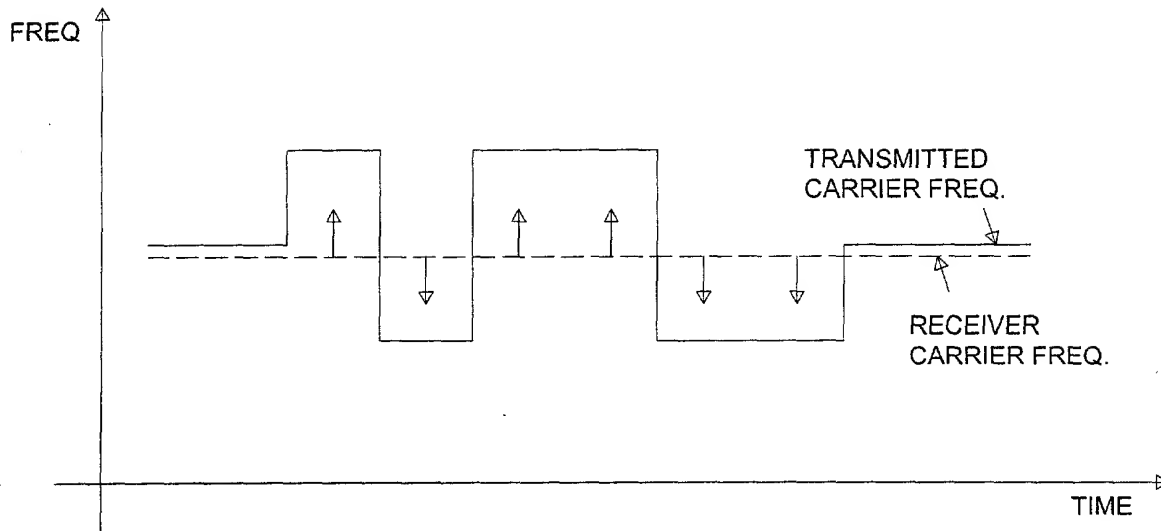 FREQ
TRANSMITTED
CARRIER FREQ.
RECEIVER
CARRIER FREQ.
TIME